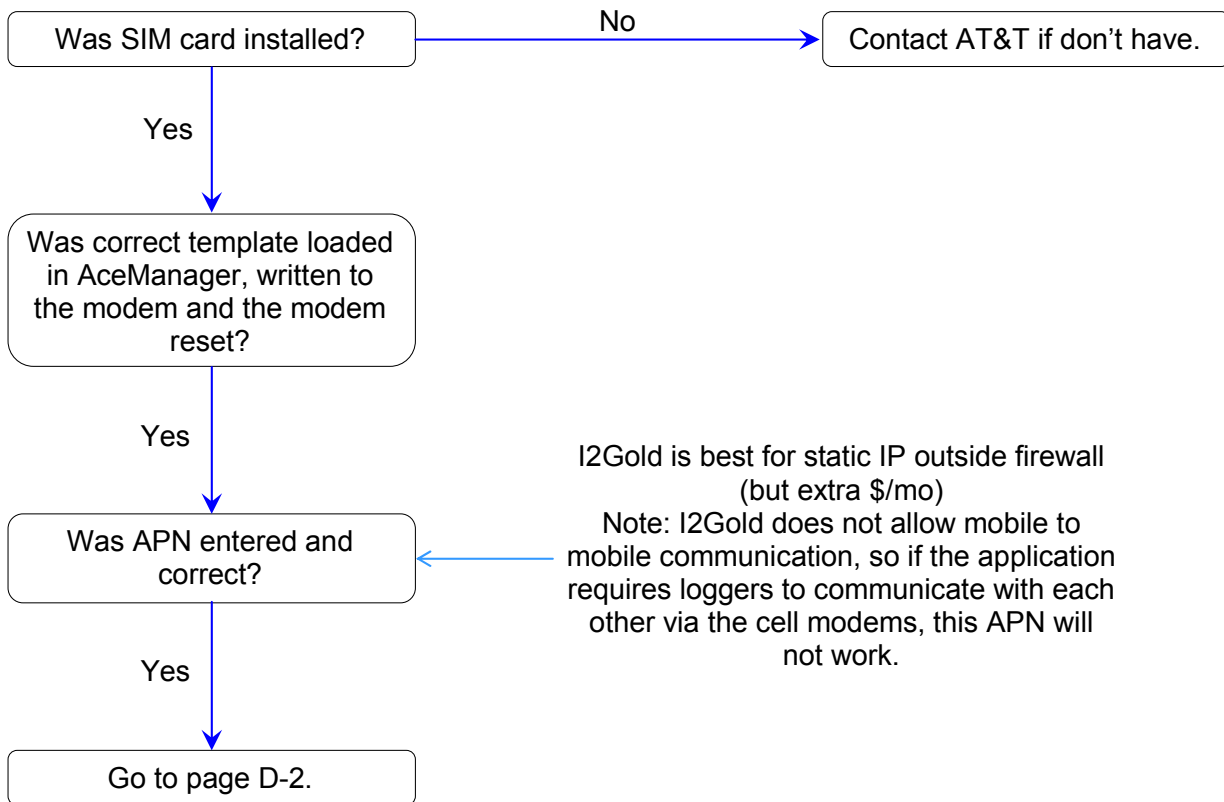 Was SIM card installed?
No
Contact AT&T if don't have.
Yes
Was correct template loaded
in AceManager, written to
the modem and the modem
reset?
Yes
I2Gold is best for static IP outside firewall
(but extra $/mo)
Note: I2Gold does not allow mobile to
mobile communication, so if the application
requires loggers to communicate with each
other via the cell modems, this APN will
not work.
Was APN entered and
correct?
Yes
Go to page D-2.